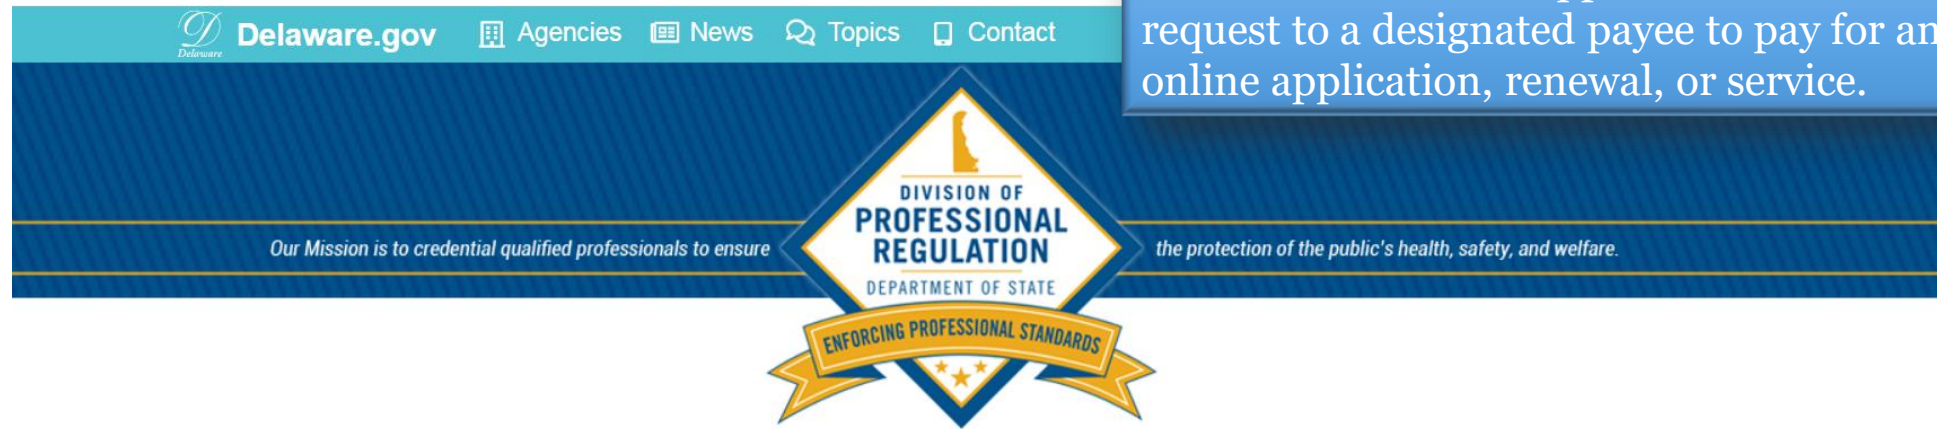 Delaware
Delaware.gov Agencies News Topics Contact
request to a designated payee to pay for an
online application, renewal, or service.
DIVISION OF
PROFESSIONAL
REGULATION
DEPARTMENT OF STATE
Our Mission is to credential qualified professionals to ensure the protection of the public's health, safety, and welfare.
ENFORCING PROFESSIONAL STANDARDS